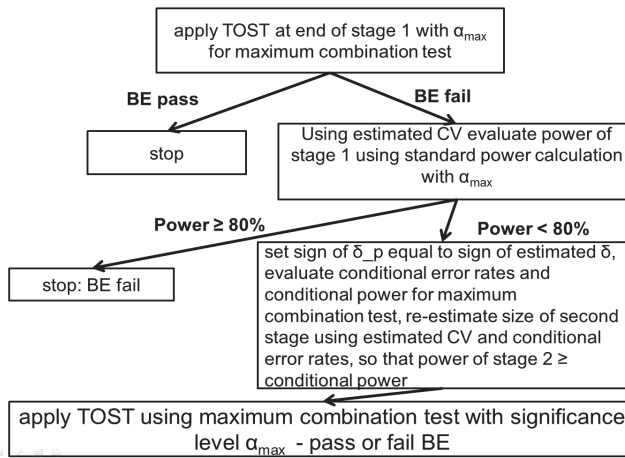 apply TOST at end of stage 1 with αmax
for maximum combination test
BE pass
BE fail
stop
Using estimated CV evaluate power of
stage 1 using standard power calculation
with αmax
Power ≥ 80%
Power < 80%
stop: BE fail
set sign of δ_p equal to sign of estimated δ,
evaluate conditional error rates and
conditional power for maximum
combination test, re-estimate size of second
stage using estimated CV and conditional
error rates, so that power of stage 2 ≥
conditional power
apply TOST using maximum combination test with significance
level αmax - pass or fail BE